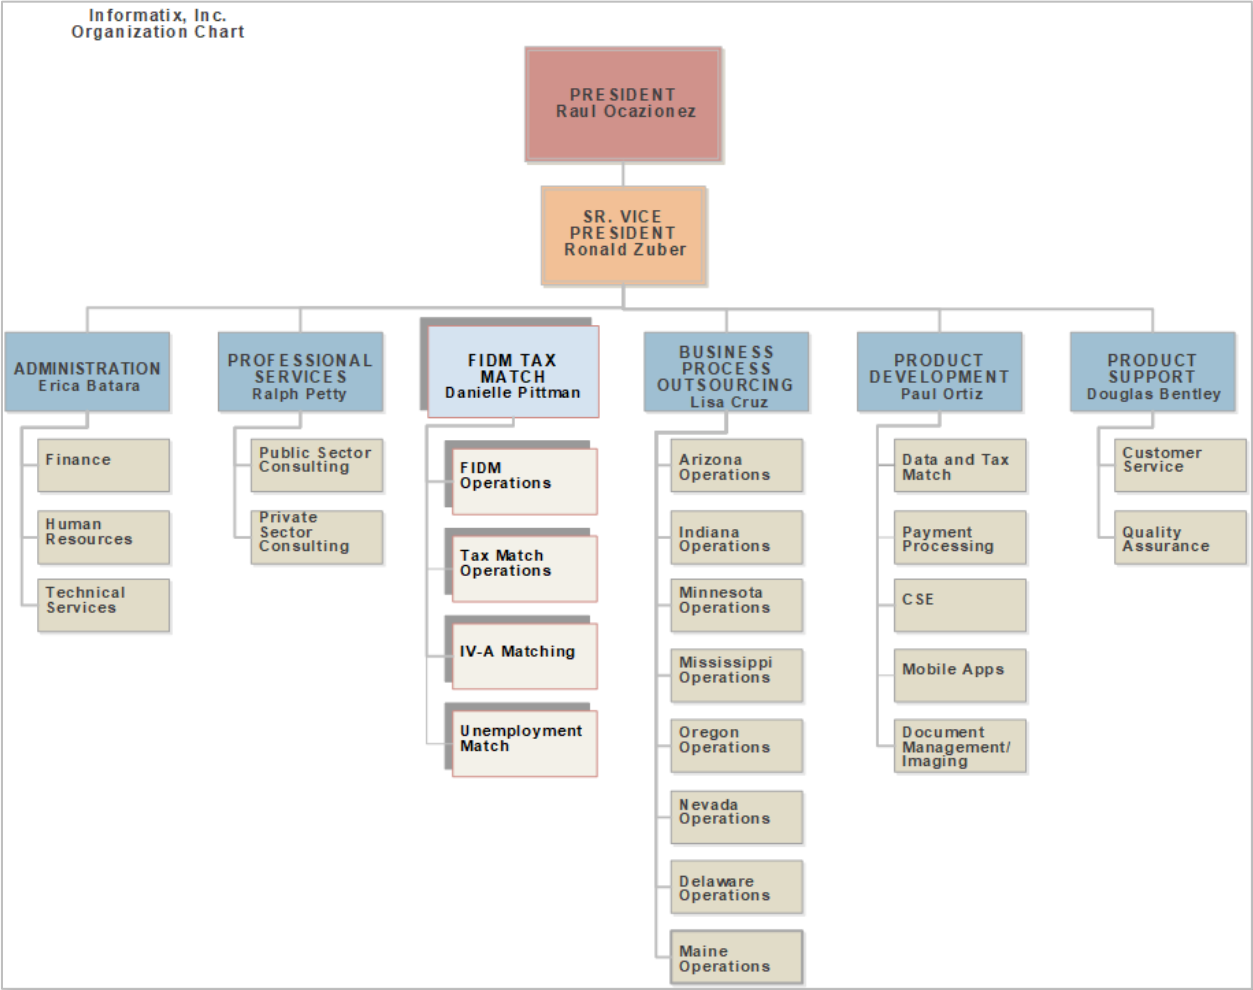 Informatix, Inc.
Organization Chart
PRESIDENT
Raul Ocazionez
SR. VICE
PRESIDENT
Ronald Zuber
ADMINISTRATION
Erica Batara
Finance
Human
Resources
Technical
Services
PROFESSIONAL
SERVICES
Ralph Petty
Public Sector
Consulting
Private
Sector
Consulting
FIDM TAX
MATCH
Danielle Pittman
FIDM
Operations
Tax Match
Operations
IV-A Matching
Unemployment
Match
BUSINESS
PROCESS
OUTSOURCING
Lisa Cruz
Arizona
Operations
Indiana
Operations
Minnesota
Operations
Mississippi
Operations
Oregon
Operations
Nevada
Operations
Delaware
Operations
Maine
Operations
PRODUCT
DEVELOPMENT
Paul Ortiz
Data and Tax
Match
Payment
Processing
CSE
Mobile Apps
Document
Management/
Imaging
PRODUCT
SUPPORT
Douglas Bentley
Customer
Service
Quality
Assurance